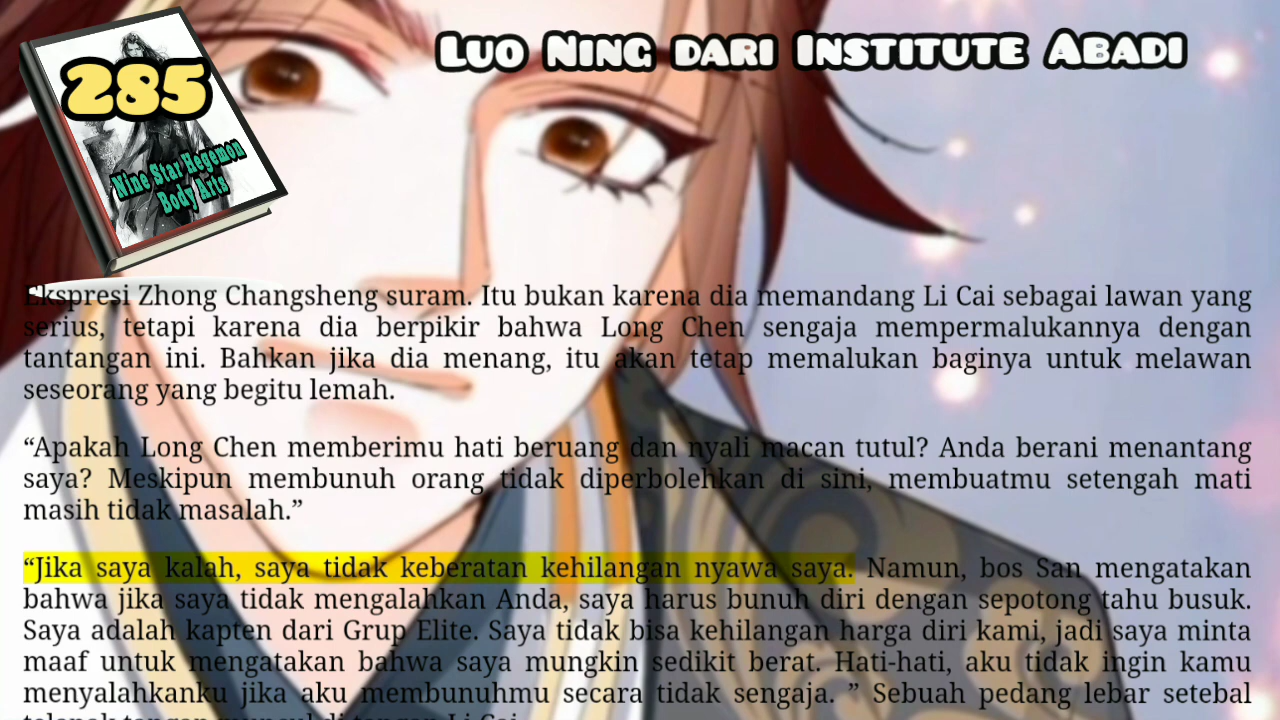 285
Luo Ning dari Institute Abadi
Nine Star Hegemon
Body Arts
Ekspresi Zhong Changsheng suram. Itu bukan karena dia memandang Li Cai sebagai lawan yang
serius, tetapi karena dia berpikir bahwa Long Chen sengaja mempermalukannya dengan
tantangan ini. Bahkan jika dia menang, itu akan tetap memalukan baginya untuk melawan
seseorang yang begitu lemah.
“Apakah Long Chen memberimu hati beruang dan nyali macan tutul? Anda berani menantang
saya? Meskipun membunuh orang tidak diperbolehkan di sini, membuatmu setengah mati
masih tidak masalah.”
“Jika saya kalah, saya tidak keberatan kehilangan nyawa saya. Namun, bos San mengatakan
bahwa jika saya tidak mengalahkan Anda, saya harus bunuh diri dengan sepotong tahu busuk.
Saya adalah kapten dari Grup Elite. Saya tidak bisa kehilangan harga diri kami, jadi saya minta
maaf untuk mengatakan bahwa saya mungkin sedikit berat. Hati-hati, aku tidak ingin kamu
menyalahkanku jika aku membunuhmu secara tidak sengaja. ” Sebuah pedang lebar setebal
telapak tangan muncul di tangan Li Cai.